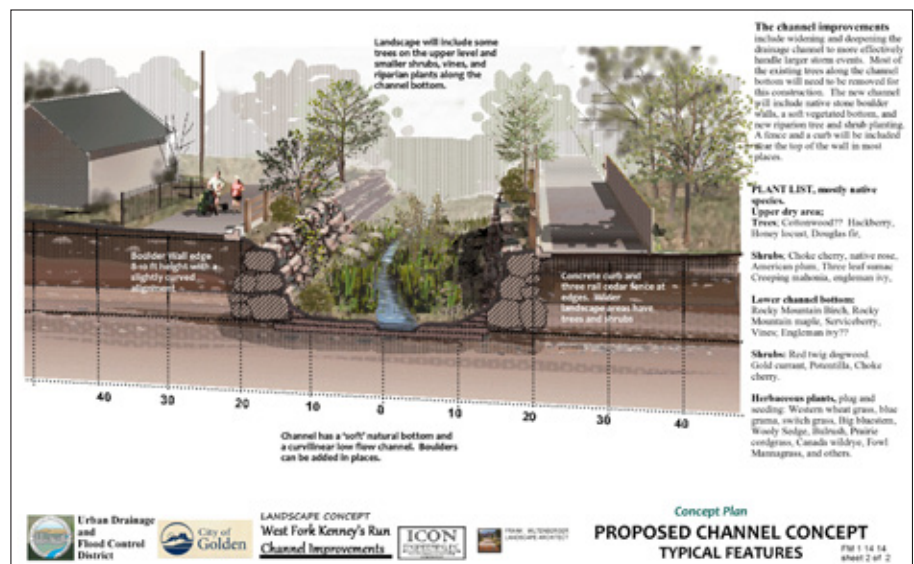 Landscape will include some
trees on the upper level and
smaller shrubs, vines, and
riparian plants along the
channel bottom.
The channel improvements
include widening and deepening the
drainage channel to more effectively
handle larger storm events. Most of
the existing trees along the channel
bottom will need to be removed for
this construction. The new channel
will include native stone boulder
walls, a soft vegetated bottom, and
new riparion tree and shrub planting.
A fence and a curb will be included
near the top of the wall in most
places.
PLANT LIST, mostly native
species.
Upper dry area;
Trees; Cottonwood?? Hackberry,
Honey locust, Douglas fir,
Shrubs; Choke cherry, native rose,
American plum, Three leaf sumac
Creeping mahonia, engleman ivy,
Lower channel bottom:
Rocky Mountain Birch, Rocky
Mountain maple, Serviceberry,
Vines; Engleman ivy??
Shrubs; Red twig dogwood.
Gold currant, Potentilla, Choke
cherry.
Herbaceous plants, plug and
seeding: Western wheat grass, blue
grama, switch grass, Big bluestem,
Wooly Sedge, Bulrush, Prairie
cordgrass, Canada wildrye, Fowl
Mannagrass, and others.
Boulder Wall edge
8-10 ft height with a
slightly curved
alignment
Concrete curb and
three rail cedar fence at
edges. Wider
landscape areas have
trees and shrubs
40 30 20 10 0 10 20 30 40
Channel has a 'soft' natural bottom and
a curvilinear low flow channel. Boulders
can be added in places.
Urban Drainage
and
Flood Control
District
City of
Golden
LANDSCAPE CONCEPT
West Fork Kenney's Run
Channel Improvements
ICON
LANDSCAPE ARCHITECT
Concept Plan
PROPOSED CHANNEL CONCEPT
TYPICAL FEATURES
FM 1 14 14
sheet 2 of 2